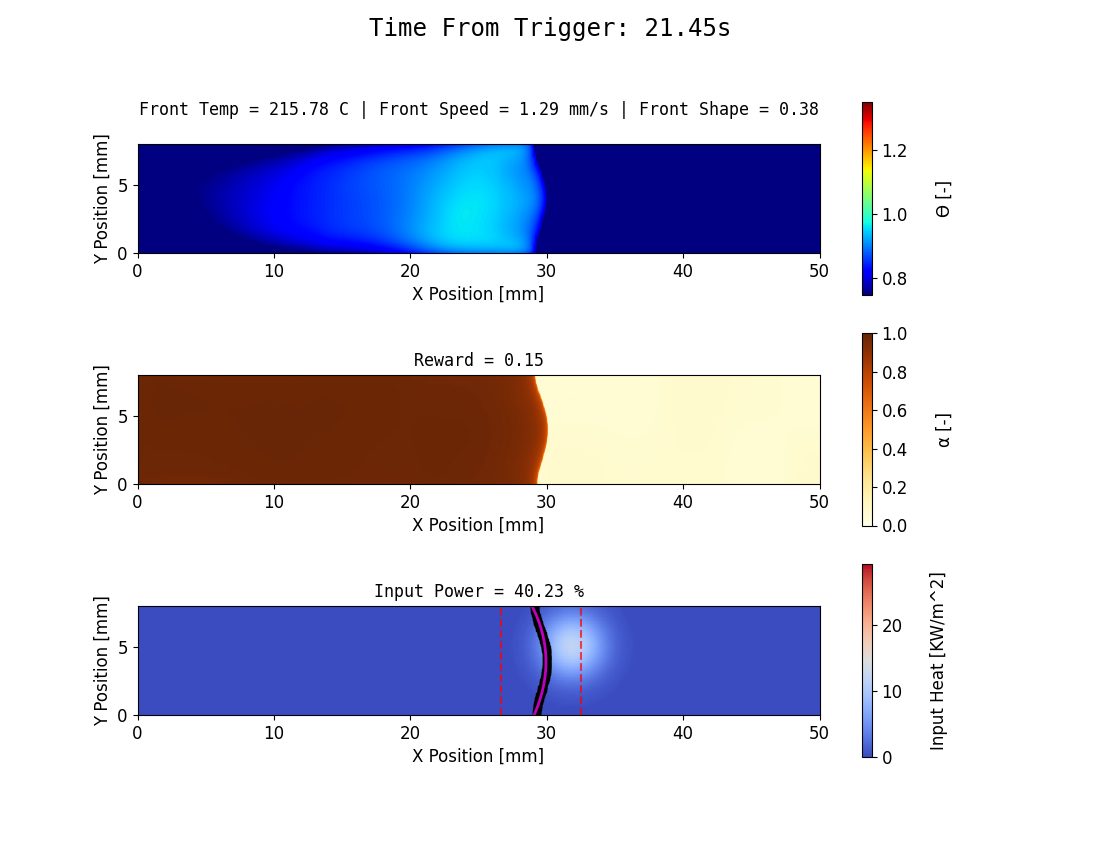 Time From Trigger: 21.45s
Front Temp = 215.78 C | Front Speed = 1.29 mm/s | Front Shape = 0.38
Y Position [mm]
5
0
0 10 20 30 40 50
X Position [mm]
1.2
1.0
0.8
Θ [-]
Reward = 0.15
Y Position [mm]
5
0
0 10 20 30 40 50
X Position [mm]
1.0
0.8
0.6
0.4
0.2
0.0
α [-]
Input Power = 40.23 %
Y Position [mm]
5
0
0 10 20 30 40 50
X Position [mm]
20
10
0
Input Heat [KW/m^2]